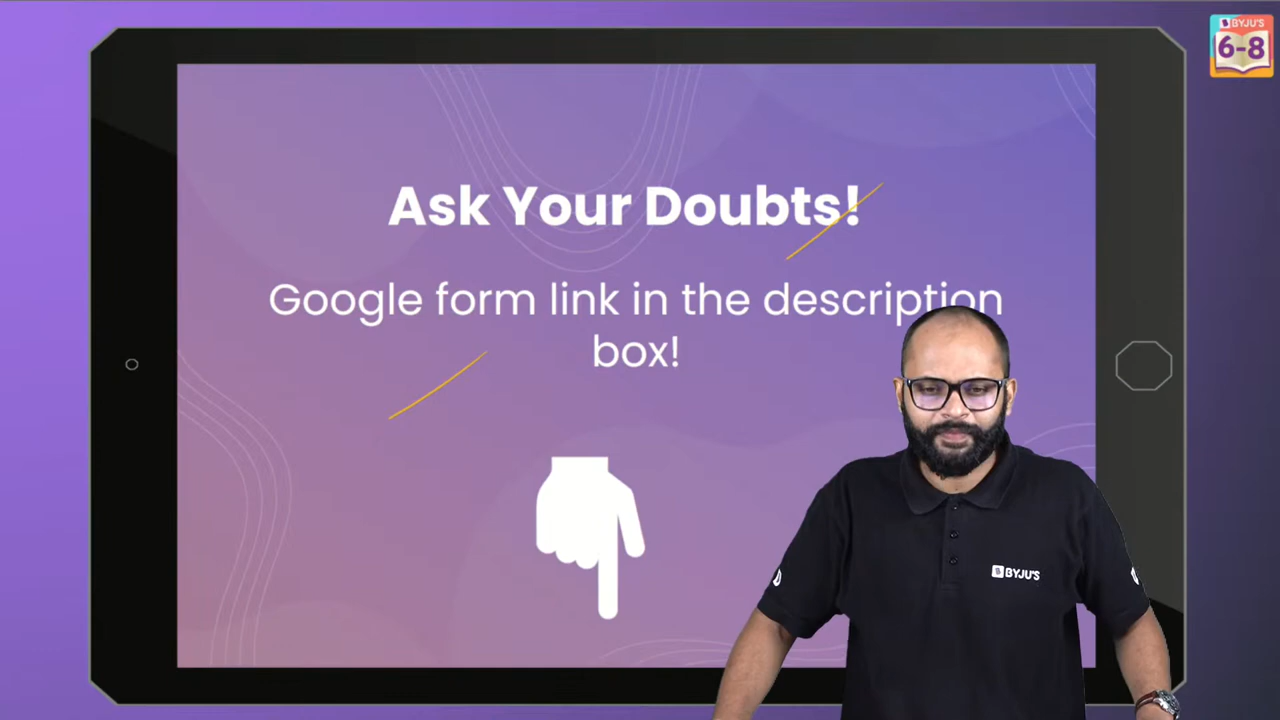 BYJU'S
6-8
Ask Your Doubts!
Google form link in the description
box!
BYJU'S